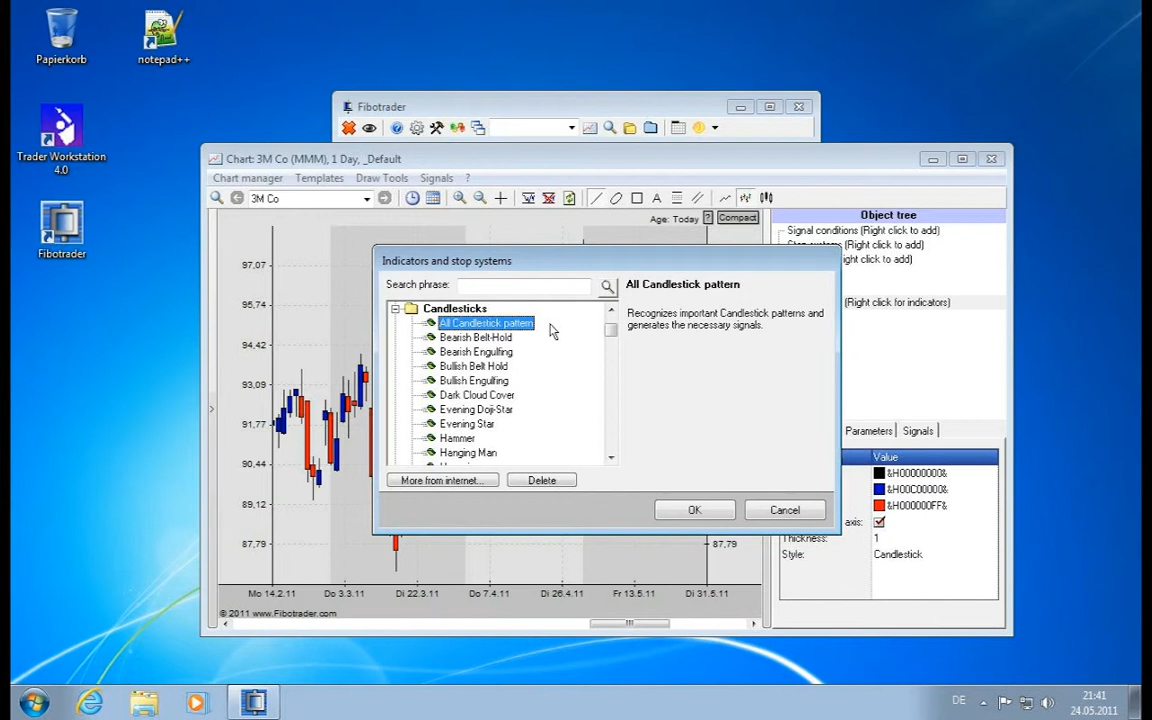 Papierkorb
notepad++
Trader Workstation
4.0
Fibotrader
Fibotrader
Chart: 3M Co (MMM), 1 Day, _Default
Chart manager Templates Draw Tools Signals ?
3M Co
Age: Today ? Compact
97,07
95,74
94,41
93,09
91,77
90,44
89,12
87,79
87,79
Mo 14.2.11 Do 3.3.11 Di 22.3.11 Do 7.4.11 Di 26.4.11 Fr 13.5.11 Di 31.5.11
© 2011 www.Fibotrader.com
Object tree
Signal conditions (Right click to add)
(Right click to add)
ight click to add)
(Right click for indicators)
Parameters Signals
Value
&H00000000&
&H00C00000&
&H000000FF&
axis:
Thickness: 1
Style: Candlestick
Indicators and stop systems
Search phrase:
Candlesticks
All Candlestick pattern
Bearish Belt-Hold
Bearish Engulfing
Bullish Belt Hold
Bullish Engulfing
Dark Cloud Cover
Evening Doji-Star
Evening Star
Hammer
Hanging Man
More from internet... Delete
All Candlestick pattern
Recognizes important Candlestick patterns and
generates the necessary signals.
OK Cancel
DE
21:41
24.05.2011